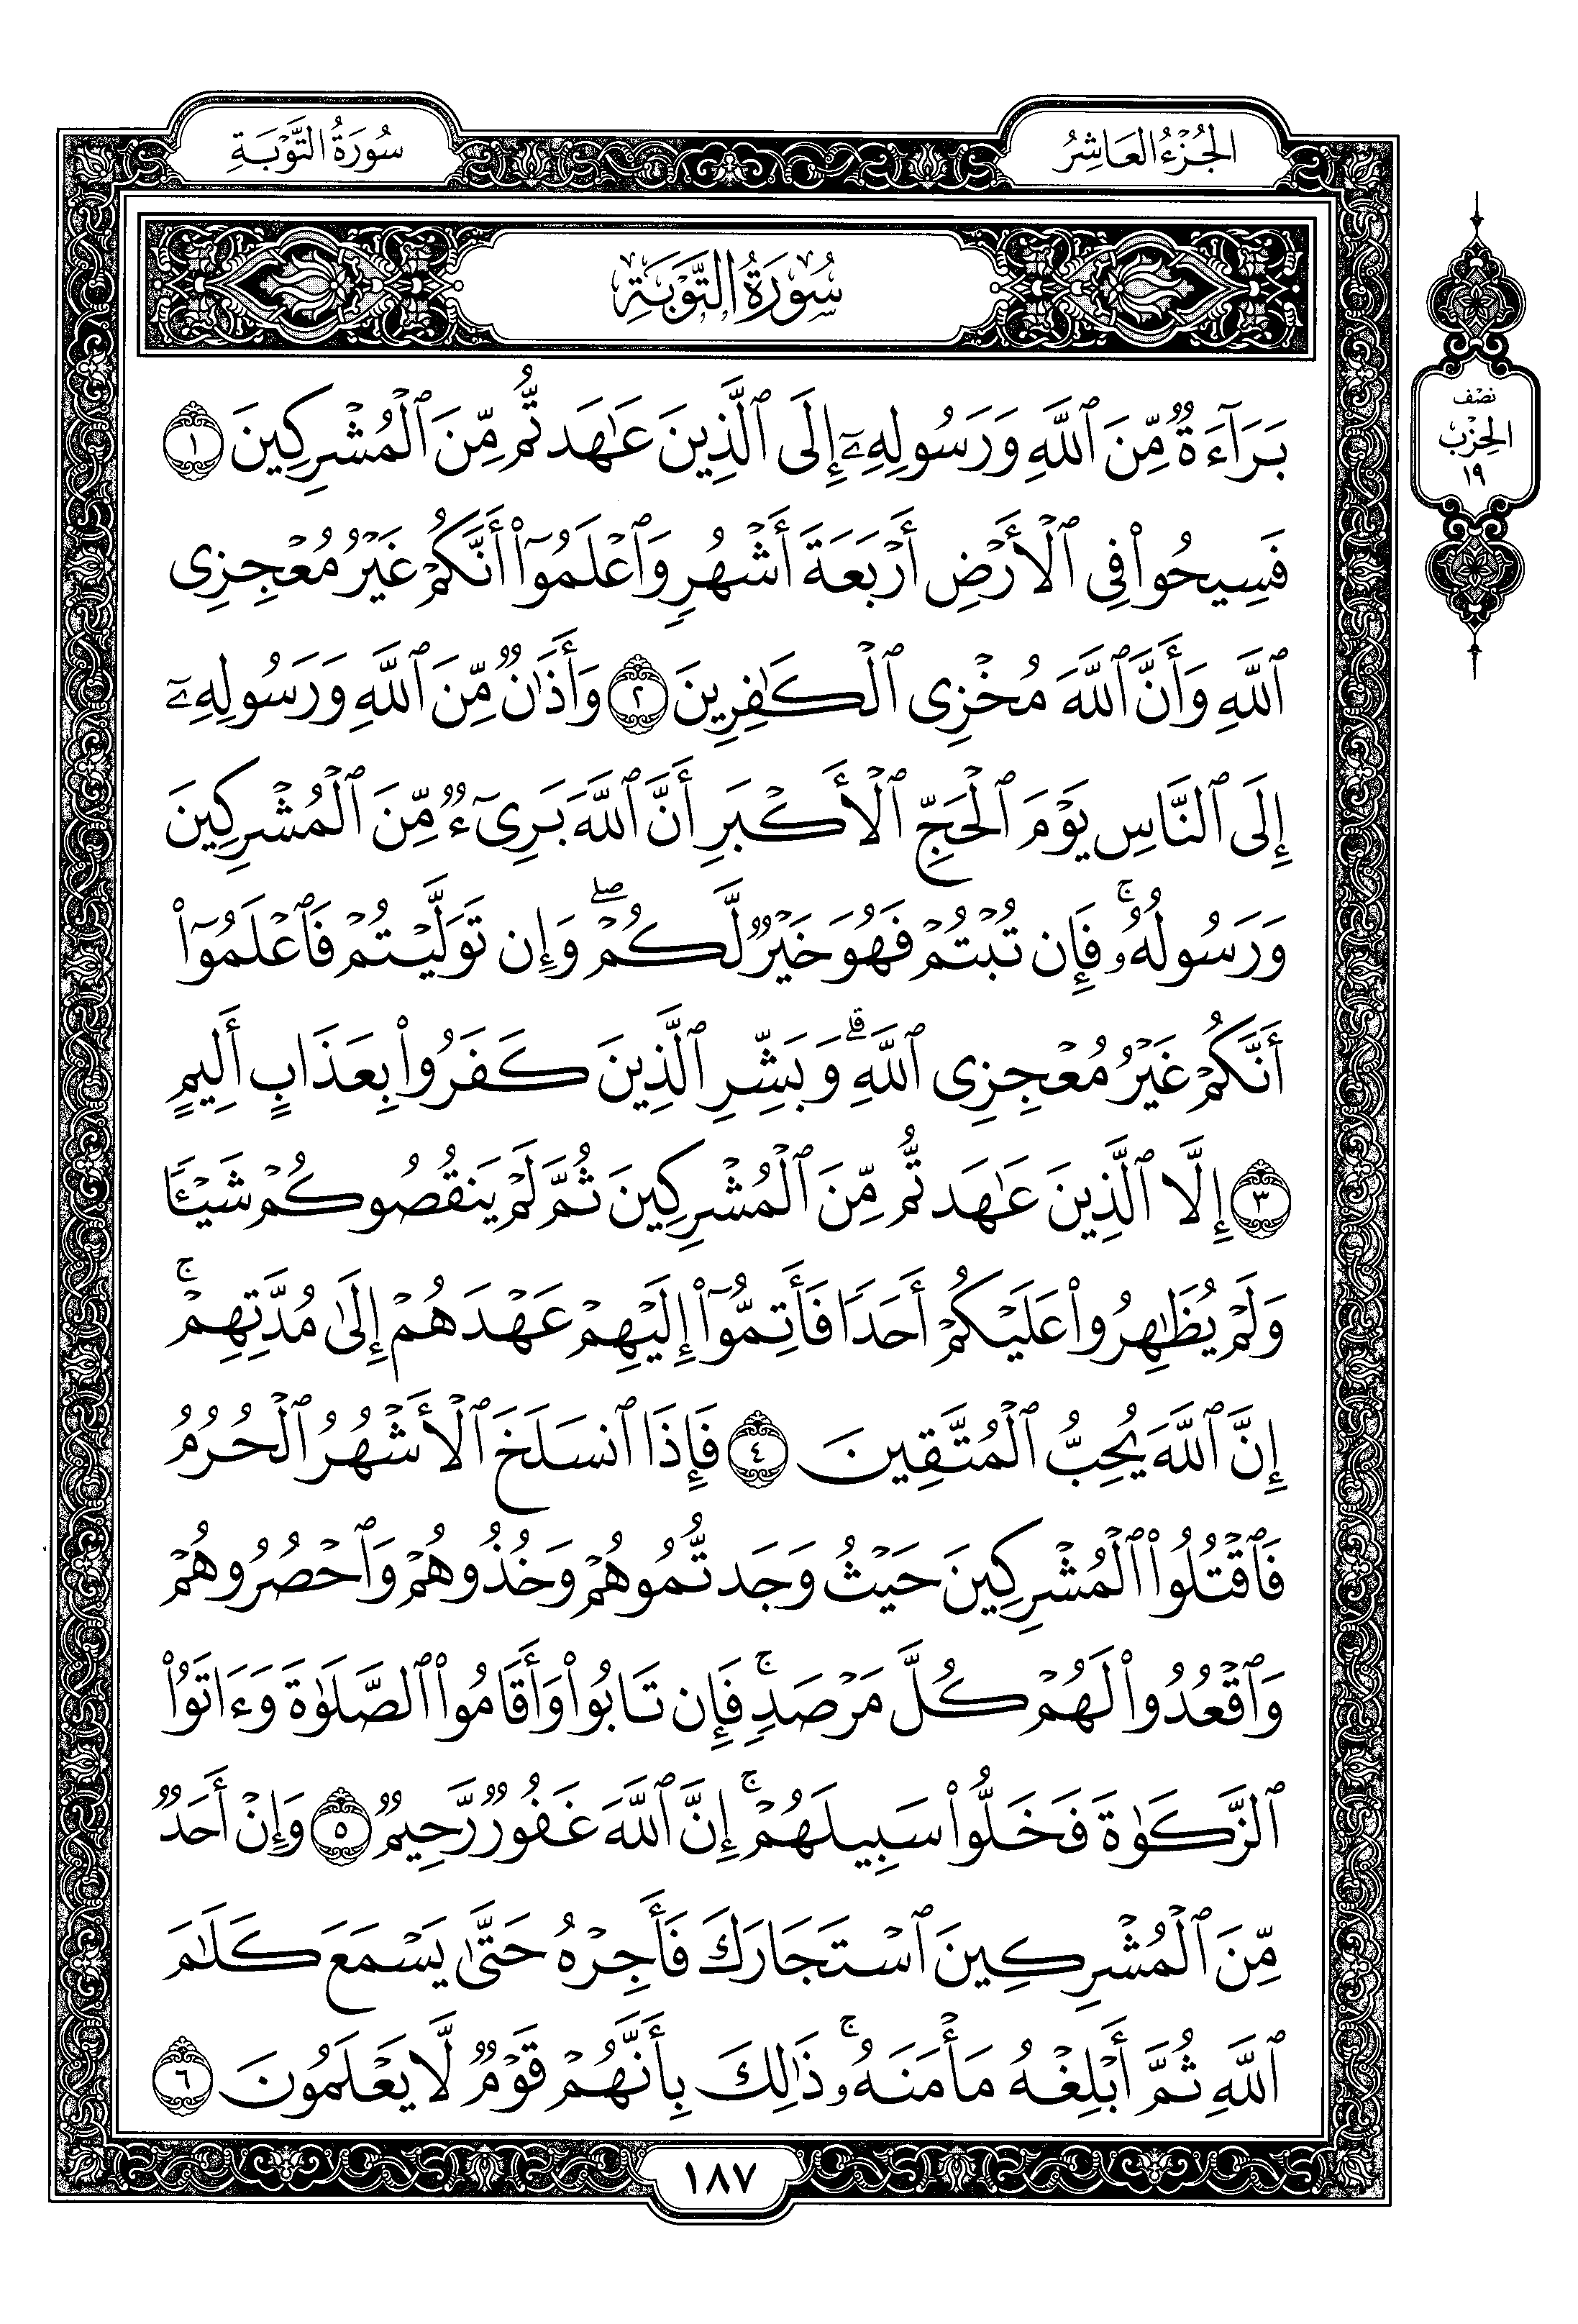 الجُزْءُ العَاشِرُ
سُورَةُ التَّوْبَةِ
سُورَةُ التَّوْبَةِ
نصف
الحِزْب
١٩
بَرَآءَةٌ مِّنَ ٱللَّهِ وَرَسُولِهِۦٓ إِلَى ٱلَّذِينَ عَٰهَدتُّم مِّنَ ٱلْمُشْرِكِينَ ١
فَسِيحُوا۟ فِى ٱلْأَرْضِ أَرْبَعَةَ أَشْهُرٍ وَٱعْلَمُوٓا۟ أَنَّكُمْ غَيْرُ مُعْجِزِى
ٱللَّهِ وَأَنَّ ٱللَّهَ مُخْزِى ٱلْكَٰفِرِينَ ٢ وَأَذَٰنٌ مِّنَ ٱللَّهِ وَرَسُولِهِۦٓ
إِلَى ٱلنَّاسِ يَوْمَ ٱلْحَجِّ ٱلْأَكْبَرِ أَنَّ ٱللَّهَ بَرِىٓءٌ مِّنَ ٱلْمُشْرِكِينَ
وَرَسُولُهُۥ ۚ فَإِن تُبْتُمْ فَهُوَ خَيْرٌ لَّكُمْ ۖ وَإِن تَوَلَّيْتُمْ فَٱعْلَمُوٓا۟
أَنَّكُمْ غَيْرُ مُعْجِزِى ٱللَّهِ ۗ وَبَشِّرِ ٱلَّذِينَ كَفَرُوا۟ بِعَذَابٍ أَلِيمٍ
٣ إِلَّا ٱلَّذِينَ عَٰهَدتُّم مِّنَ ٱلْمُشْرِكِينَ ثُمَّ لَمْ يَنقُصُوكُمْ شَيْـًٔا
وَلَمْ يُظَٰهِرُوا۟ عَلَيْكُمْ أَحَدًا فَأَتِمُّوٓا۟ إِلَيْهِمْ عَهْدَهُمْ إِلَىٰ مُدَّتِهِمْ ۚ
إِنَّ ٱللَّهَ يُحِبُّ ٱلْمُتَّقِينَ ٤ فَإِذَا ٱنسَلَخَ ٱلْأَشْهُرُ ٱلْحُرُمُ
فَٱقْتُلُوا۟ ٱلْمُشْرِكِينَ حَيْثُ وَجَدتُّمُوهُمْ وَخُذُوهُمْ وَٱحْصُرُوهُمْ
وَٱقْعُدُوا۟ لَهُمْ كُلَّ مَرْصَدٍ ۚ فَإِن تَابُوا۟ وَأَقَامُوا۟ ٱلصَّلَوٰةَ وَءَاتَوُا۟
ٱلزَّكَوٰةَ فَخَلُّوا۟ سَبِيلَهُمْ ۚ إِنَّ ٱللَّهَ غَفُورٌ رَّحِيمٌ ٥ وَإِنْ أَحَدٌ
مِّنَ ٱلْمُشْرِكِينَ ٱسْتَجَارَكَ فَأَجِرْهُ حَتَّىٰ يَسْمَعَ كَلَٰمَ
ٱللَّهِ ثُمَّ أَبْلِغْهُ مَأْمَنَهُۥ ۚ ذَٰلِكَ بِأَنَّهُمْ قَوْمٌ لَّا يَعْلَمُونَ ٦
١٨٧